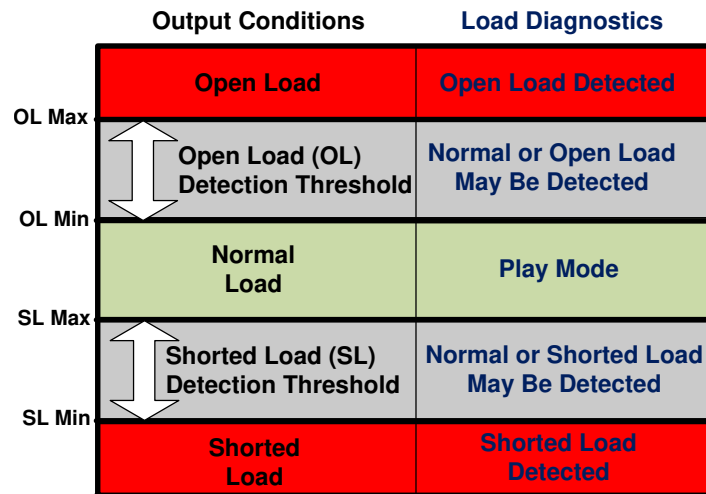 Output Conditions
Load Diagnostics
Open Load
Open Load Detected
OL Max
Open Load (OL)
Detection Threshold
Normal or Open Load
May Be Detected
OL Min
Normal
Load
Play Mode
SL Max
Shorted Load (SL)
Detection Threshold
Normal or Shorted Load
May Be Detected
SL Min
Shorted
Load
Shorted Load
Detected